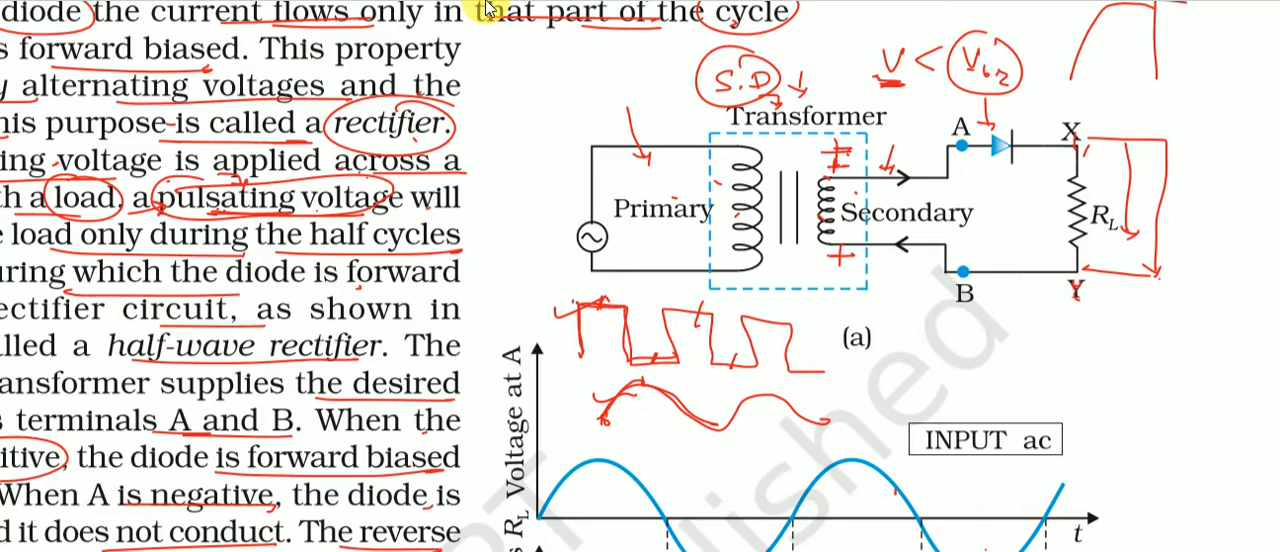 diode the current flows only in that part of the cycle
s forward biased. This property
y alternating voltages and the
his purpose is called a rectifier.
ing voltage is applied across a
h a load, a pulsating voltage will
e load only during the half cycles
uring which the diode is forward
ectifier circuit, as shown in
lled a half-wave rectifier. The
ansformer supplies the desired
s terminals A and B. When the
itive, the diode is forward biased
When A is negative, the diode is
d it does not conduct. The reverse
S.D
V < Vbr
Transformer
A
X
Primary
Secondary
RL
B
Y
(a)
Voltage at A
INPUT ac
t
s RL